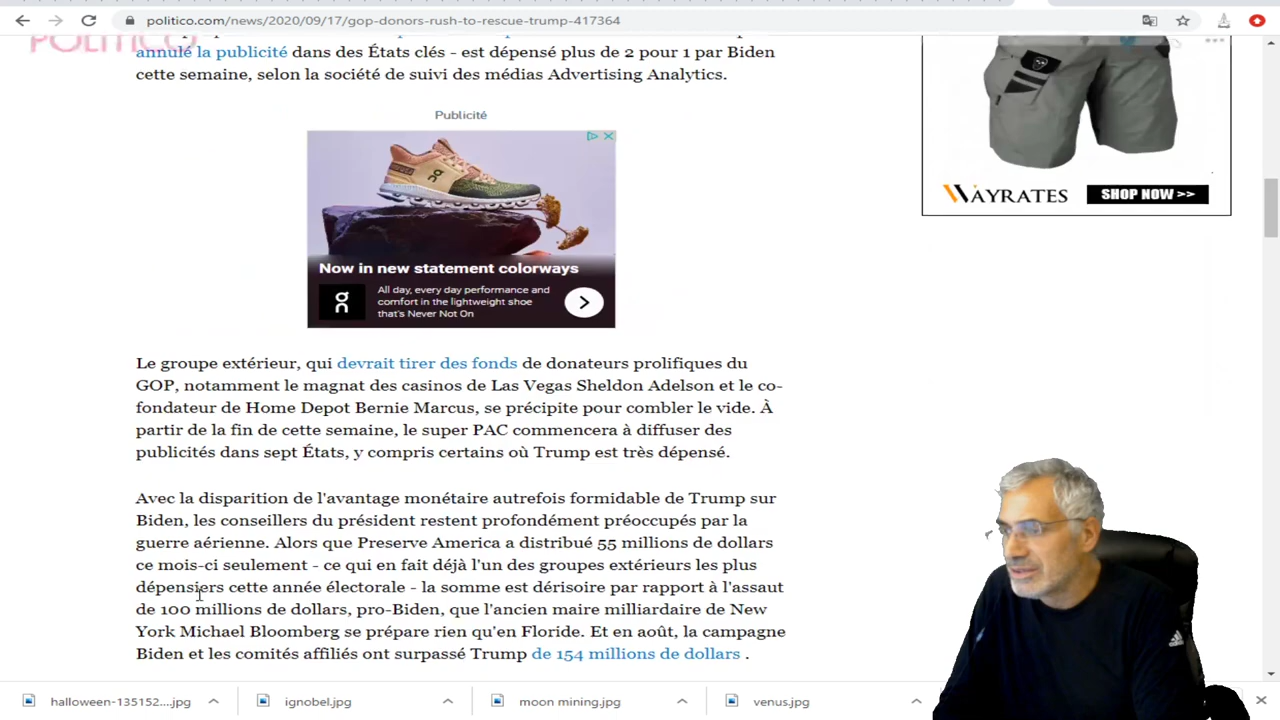 politico.com/news/2020/09/17/gop-donors-rush-to-rescue-trump-417364
POLITICO
annulé la publicité dans des États clés - est dépensé plus de 2 pour 1 par Biden
cette semaine, selon la société de suivi des médias Advertising Analytics.
Publicité
Now in new statement colorways
All day, every day performance and
comfort in the lightweight shoe
that's Never Not On
WAYRATES
SHOP NOW >>
Le groupe extérieur, qui devrait tirer des fonds de donateurs prolifiques du
GOP, notamment le magnat des casinos de Las Vegas Sheldon Adelson et le co-
fondateur de Home Depot Bernie Marcus, se précipite pour combler le vide. À
partir de la fin de cette semaine, le super PAC commencera à diffuser des
publicités dans sept États, y compris certains où Trump est très dépensé.
Avec la disparition de l'avantage monétaire autrefois formidable de Trump sur
Biden, les conseillers du président restent profondément préoccupés par la
guerre aérienne. Alors que Preserve America a distribué 55 millions de dollars
ce mois-ci seulement - ce qui en fait déjà l'un des groupes extérieurs les plus
dépensiers cette année électorale - la somme est dérisoire par rapport à l'assaut
de 100 millions de dollars, pro-Biden, que l'ancien maire milliardaire de New
York Michael Bloomberg se prépare rien qu'en Floride. Et en août, la campagne
Biden et les comités affiliés ont surpassé Trump de 154 millions de dollars .
halloween-135152....jpg
ignobel.jpg
moon mining.jpg
venus.jpg